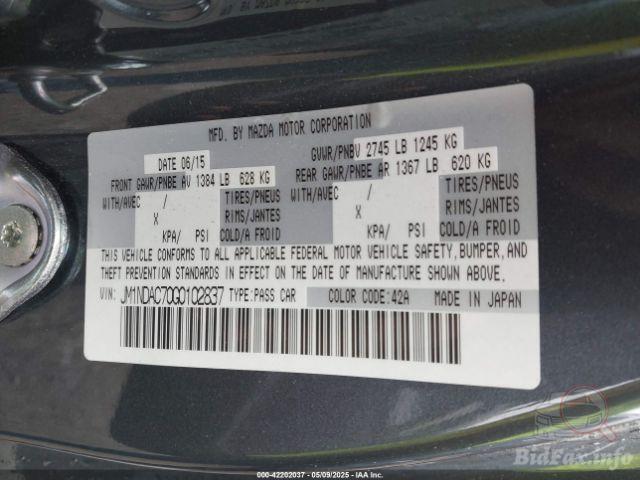 MFD. BY MAZDA MOTOR CORPORATION
DATE 06/15 GVWR/PNBV 2745 LB 1245 KG
FRONT GAWR/PNBE AV 1384 LB 628 KG REAR GAWR/PNBE AR 1367 LB 620 KG
WITH/AVEC / TIRES/PNEUS WITH/AVEC / TIRES/PNEUS
X RIMS/JANTES X RIMS/JANTES
KPA/ PSI COLD/A FROID KPA/ PSI COLD/A FROID
THIS VEHICLE CONFORMS TO ALL APPLICABLE FEDERAL MOTOR VEHICLE SAFETY, BUMPER, AND
THEFT PREVENTION STANDARDS IN EFFECT ON THE DATE OF MANUFACTURE SHOWN ABOVE.
VIN: JM1NDAC70G0102837 TYPE:PASS CAR COLOR CODE:42A MADE IN JAPAN
000-42202037 - 05/09/2025 - IAA Inc.
BidFax.info